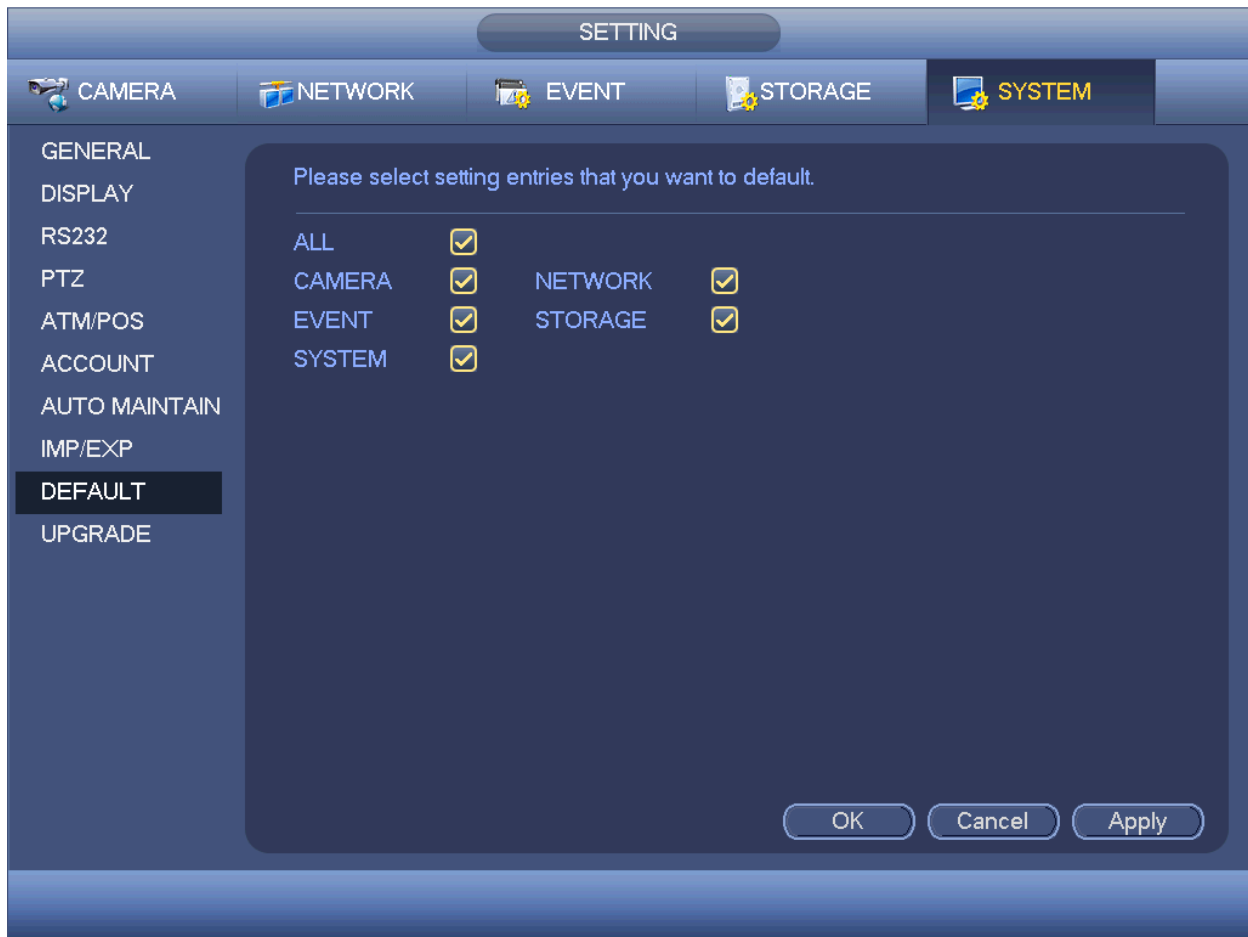 SETTING
CAMERA NETWORK EVENT STORAGE SYSTEM
GENERAL
DISPLAY
RS232
PTZ
ATM/POS
ACCOUNT
AUTO MAINTAIN
IMP/EXP
DEFAULT
UPGRADE
Please select setting entries that you want to default.
ALL
CAMERA NETWORK
EVENT STORAGE
SYSTEM
OK Cancel Apply